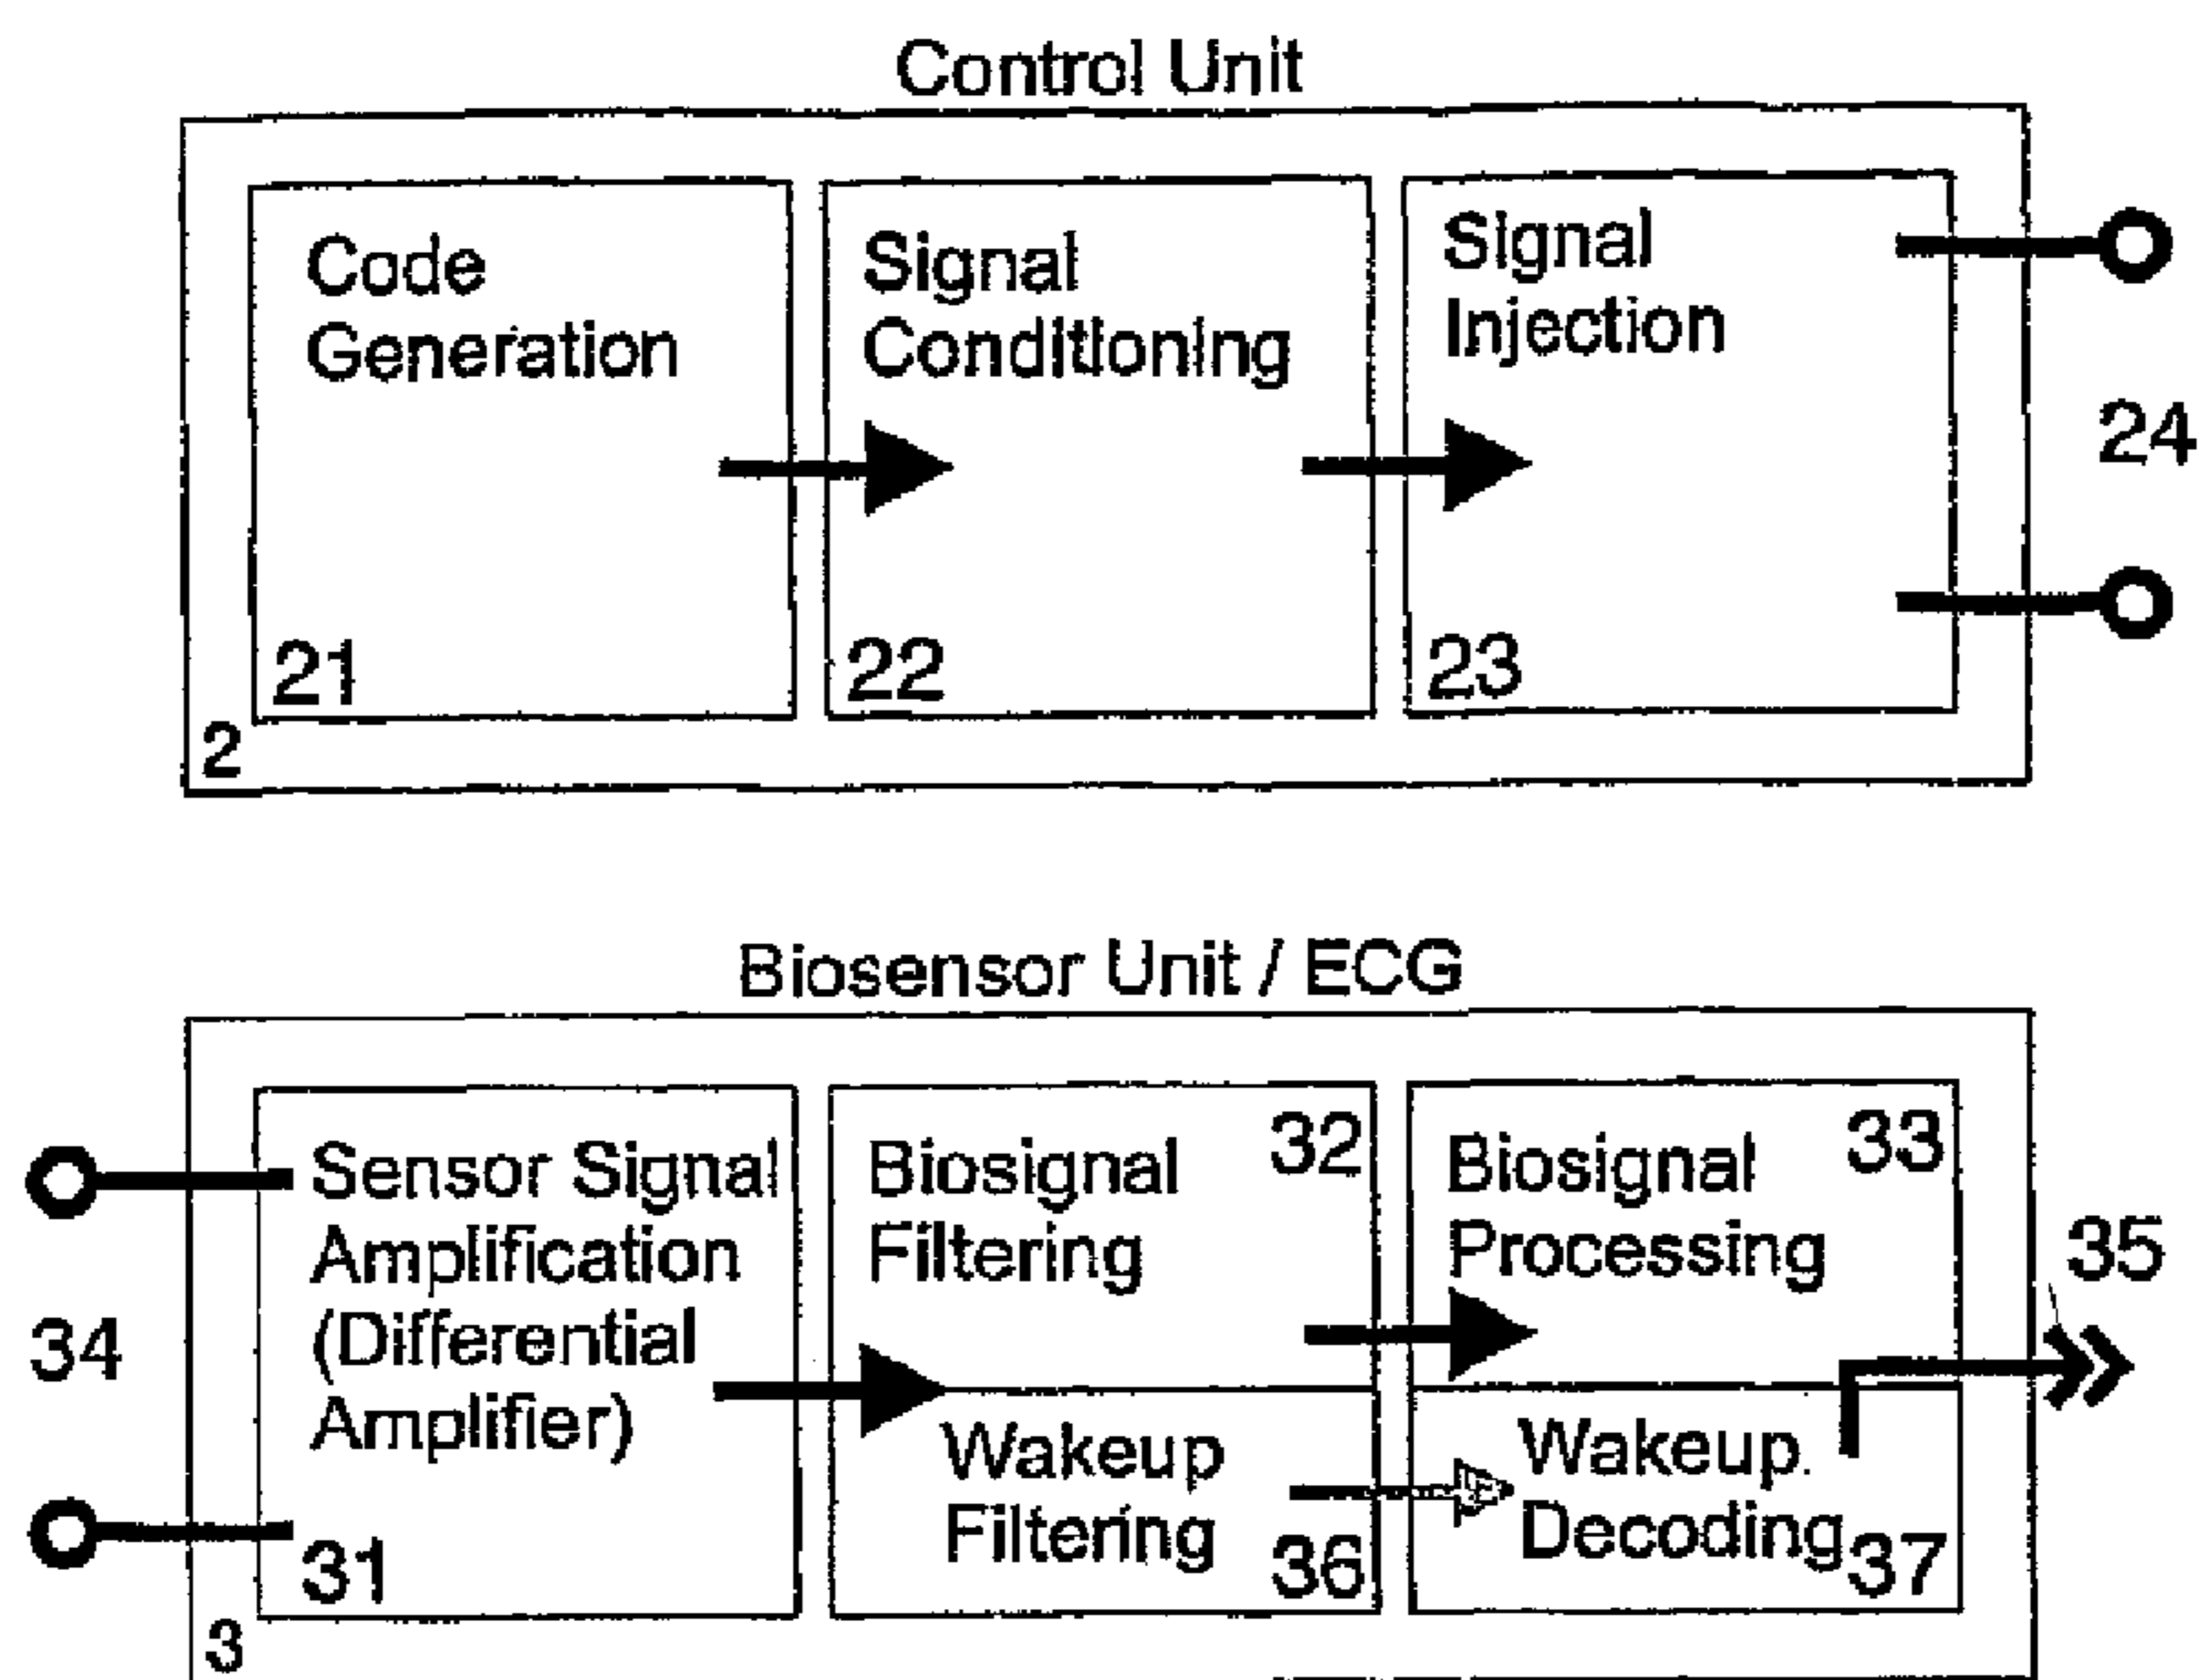 Control Unit
Code
Generation
21
Signal
Conditioning
22
Signal
Injection
23
24
2
Biosensor Unit / ECG
34
Sensor Signal
Amplification
(Differential
Amplifier)
31
Biosignal
Filtering
32
Biosignal
Processing
33
35
Wakeup
Filtering
36
Wakeup
Decoding
37
3